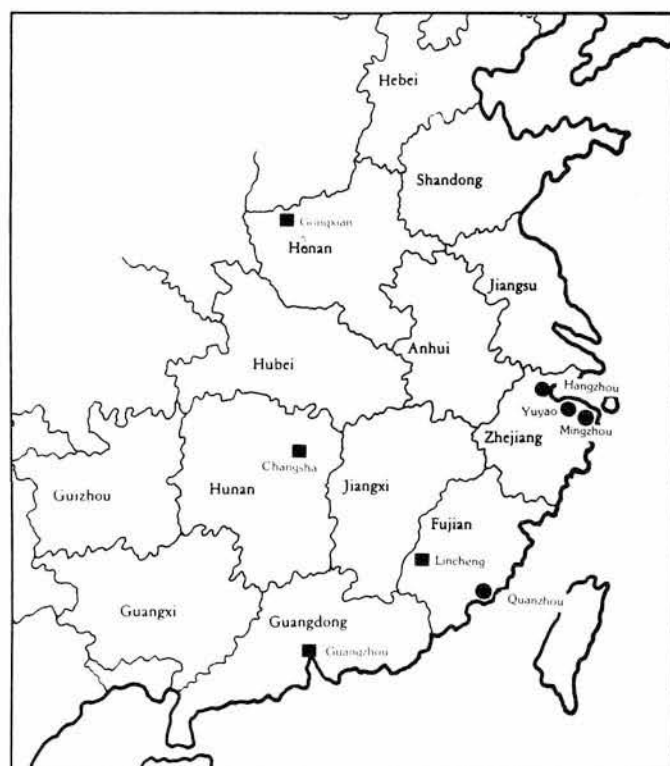 Hebei
Shandong
Gongxian
Honan
Jiangsu
Anhui
Hubei
Hangzhou
Yuyao
Mingzhou
Zhejiang
Changsha
Guizhou
Hunan
Jiangxi
Fujian
Lincheng
Quanzhou
Guangxi
Guangdong
Guangzhou